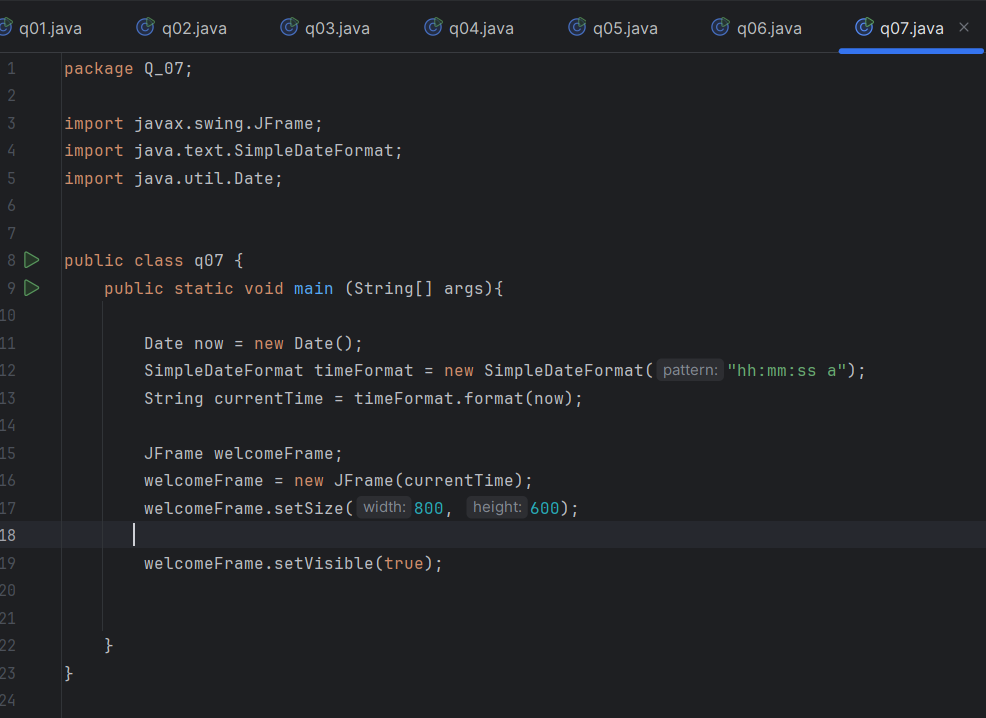 q01.java q02.java q03.java q04.java q05.java q06.java q07.java
1 package Q_07;
2
3 import javax.swing.JFrame;
4 import java.text.SimpleDateFormat;
5 import java.util.Date;
6
7
8 public class q07 {
9 public static void main (String[] args){
10
11 Date now = new Date();
12 SimpleDateFormat timeFormat = new SimpleDateFormat( pattern: "hh:mm:ss a");
13 String currentTime = timeFormat.format(now);
14
15 JFrame welcomeFrame;
16 welcomeFrame = new JFrame(currentTime);
17 welcomeFrame.setSize( width: 800, height: 600);
18
19 welcomeFrame.setVisible(true);
20
21
22 }
23 }
24